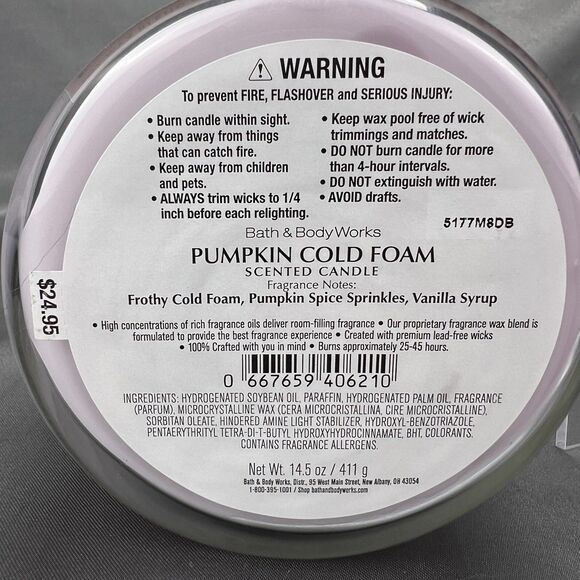 ⚠ WARNING
To prevent FIRE, FLASHOVER and SERIOUS INJURY:
• Burn candle within sight.
• Keep away from things
that can catch fire.
• Keep away from children
and pets.
• ALWAYS trim wicks to 1/4
inch before each relighting.
• Keep wax pool free of wick
trimmings and matches.
• DO NOT burn candle for more
than 4-hour intervals.
• DO NOT extinguish with water.
• AVOID drafts.
5177M8DB
Bath & Body Works
PUMPKIN COLD FOAM
SCENTED CANDLE
Fragrance Notes:
Frothy Cold Foam, Pumpkin Spice Sprinkles, Vanilla Syrup
$24.95
• High concentrations of rich fragrance oils deliver room-filling fragrance • Our proprietary fragrance wax blend is
formulated to provide the best fragrance experience • Created with premium lead-free wicks
• 100% Crafted with you in mind • Burns approximately 25-45 hours.
0 667659 406210
INGREDIENTS: HYDROGENATED SOYBEAN OIL, PARAFFIN, HYDROGENATED PALM OIL, FRAGRANCE
(PARFUM), MICROCRYSTALLINE WAX (CERA MICROCRISTALLINA, CIRE MICROCRISTALLINE),
SORBITAN OLEATE, HINDERED AMINE LIGHT STABILIZER, HYDROXYL-BENZOTRIAZOLE,
PENTAERYTHRITYL TETRA-DI-T-BUTYL HYDROXYHYDROCINNAMATE, BHT, COLORANTS.
CONTAINS FRAGRANCE ALLERGENS.
Net Wt. 14.5 oz / 411 g
Bath & Body Works, Distr., 95 West Main Street, New Albany, OH 43054
1-800-395-1001 / Shop bathandbodyworks.com